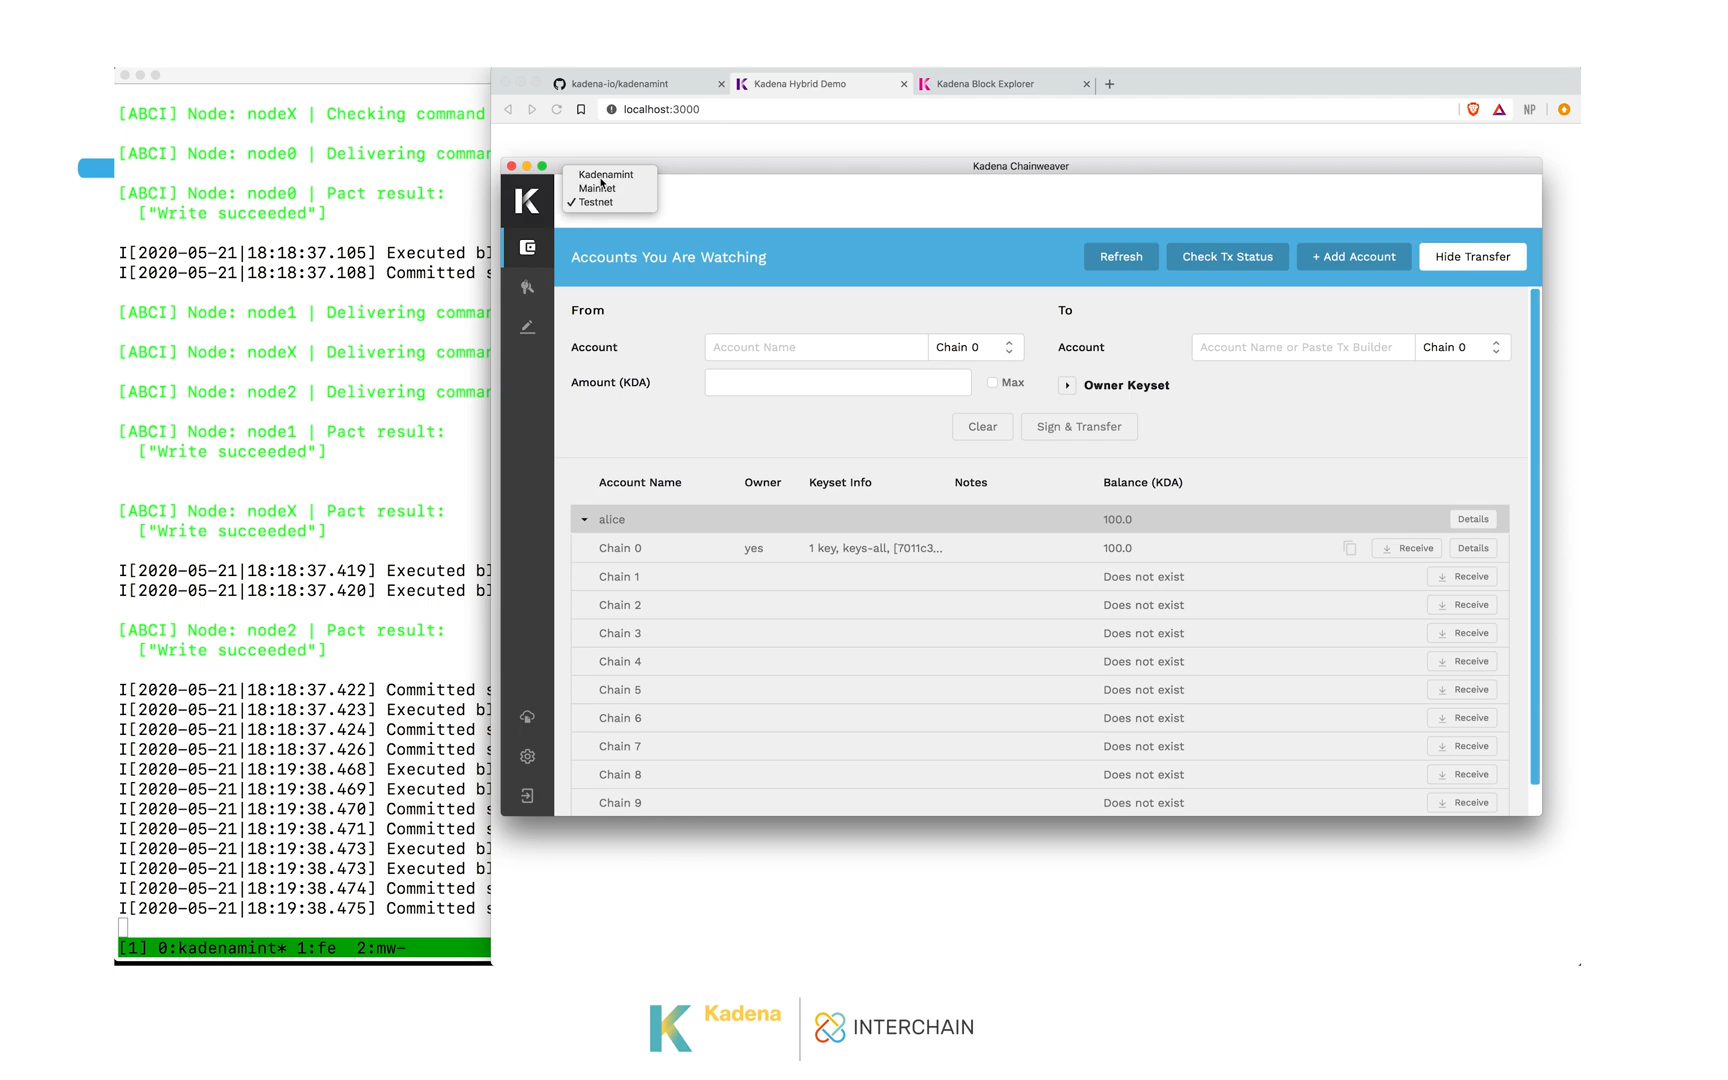 [ABCI] Node: nodeX | Checking command
[ABCI] Node: node0 | Delivering comman
[ABCI] Node: node0 | Pact result:
["Write succeeded"]
I[2020-05-21|18:18:37.105] Executed bl
I[2020-05-21|18:18:37.108] Committed s
[ABCI] Node: node1 | Delivering comman
[ABCI] Node: nodeX | Delivering comman
[ABCI] Node: node2 | Delivering comman
[ABCI] Node: node1 | Pact result:
["Write succeeded"]
[ABCI] Node: nodeX | Pact result:
["Write succeeded"]
I[2020-05-21|18:18:37.419] Executed bl
I[2020-05-21|18:18:37.420] Executed bl
[ABCI] Node: node2 | Pact result:
["Write succeeded"]
I[2020-05-21|18:18:37.422] Committed s
I[2020-05-21|18:18:37.423] Executed bl
I[2020-05-21|18:18:37.424] Committed s
I[2020-05-21|18:18:37.426] Committed s
I[2020-05-21|18:19:38.468] Executed bl
I[2020-05-21|18:19:38.469] Executed bl
I[2020-05-21|18:19:38.470] Committed s
I[2020-05-21|18:19:38.471] Committed s
I[2020-05-21|18:19:38.473] Executed bl
I[2020-05-21|18:19:38.473] Executed bl
I[2020-05-21|18:19:38.474] Committed s
I[2020-05-21|18:19:38.475] Committed s
[1] 0:kadenamint* 1:fe 2:mw-
kadena-io/kadenamint
Kadena Hybrid Demo
Kadena Block Explorer
localhost:3000
NP
Kadena Chainweaver
Kadenamint
Mainnet
✓ Testnet
Accounts You Are Watching
Refresh
Check Tx Status
+ Add Account
Hide Transfer
From
To
Account Account Name Chain 0
Account Account Name or Paste Tx Builder Chain 0
Amount (KDA) Max
Owner Keyset
Clear
Sign & Transfer
Account Name Owner Keyset Info Notes Balance (KDA)
alice 100.0 Details
Chain 0 yes 1 key, keys-all, [7011c3... 100.0 Receive Details
Chain 1 Does not exist Receive
Chain 2 Does not exist Receive
Chain 3 Does not exist Receive
Chain 4 Does not exist Receive
Chain 5 Does not exist Receive
Chain 6 Does not exist Receive
Chain 7 Does not exist Receive
Chain 8 Does not exist Receive
Chain 9 Does not exist Receive
Kadena
INTERCHAIN